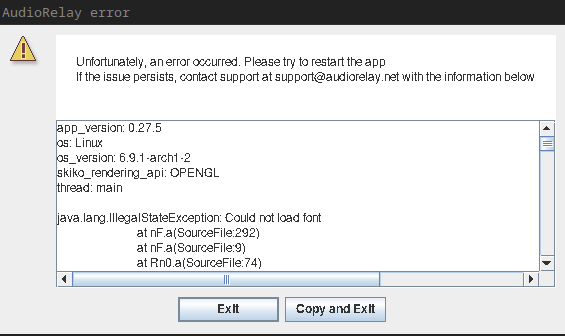 AudioRelay error
Unfortunately, an error occurred. Please try to restart the app
If the issue persists, contact support at support@audiorelay.net with the information below
app_version: 0.27.5
os: Linux
os_version: 6.9.1-arch1-2
skiko_rendering_api: OPENGL
thread: main
java.lang.IllegalStateException: Could not load font
at nF.a(SourceFile:292)
at nF.a(SourceFile:9)
at Rn0.a(SourceFile:74)
Exit
Copy and Exit